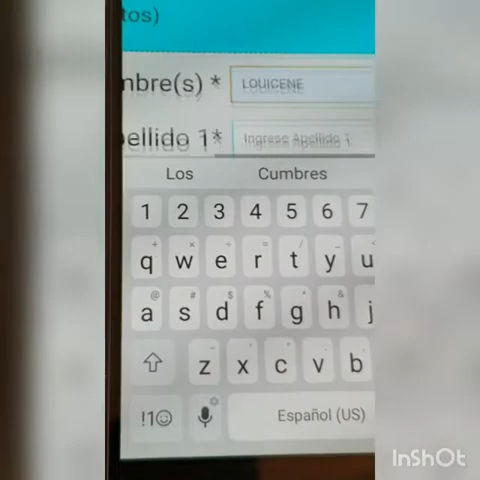 tos)
mbre(s) * LOUICENE
pellido 1* Ingrese Apellido 1
Los Cumbres
1 2 3 4 5 6 7
q w e r t y u
a s d f g h j
z x c v b
!1☺ Español (US)
InShOt